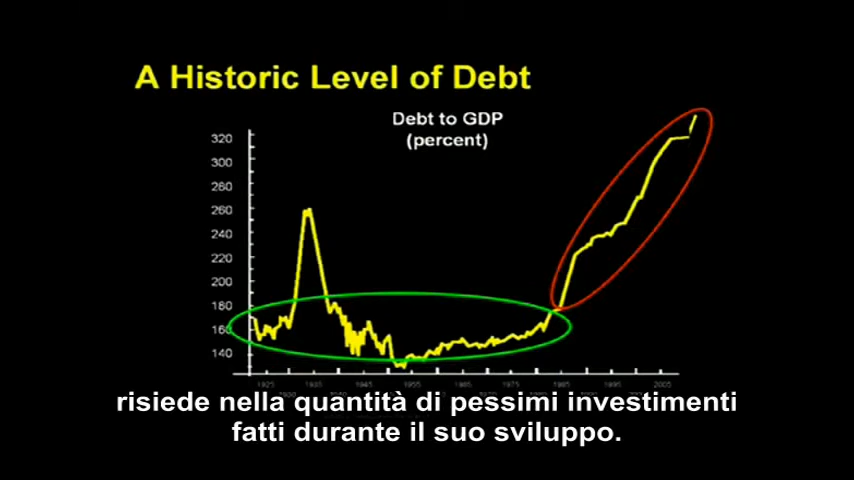 A Historic Level of Debt
Debt to GDP
(percent)
320
300
280
260
240
220
200
180
160
140
1925 1935 1945 1955 1965 1975 1985 1995 2005
risiede nella quantità di pessimi investimenti
fatti durante il suo sviluppo.